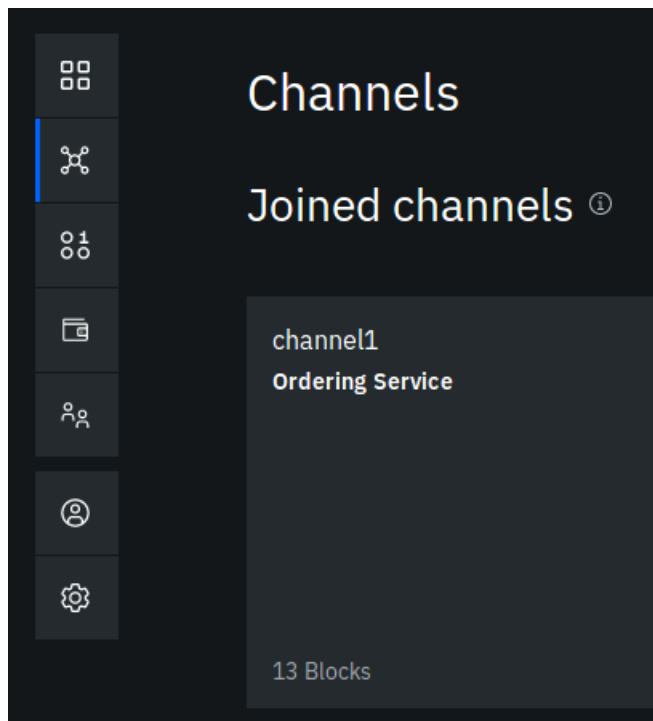 Channels
Joined channels
channel1
Ordering Service
13 Blocks